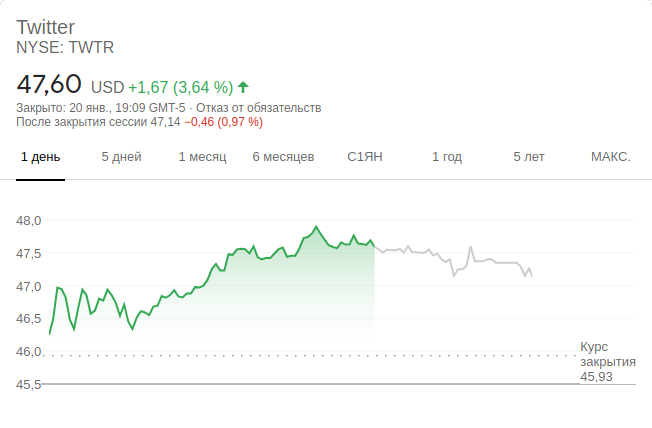 Twitter
NYSE: TWTR
47,60 USD +1,67 (3,64 %)
Закрыто: 20 янв., 19:09 GMT-5 · Отказ от обязательств
После закрытия сессии 47,14 −0,46 (0,97 %)
1 день 5 дней 1 месяц 6 месяцев С1ЯН 1 год 5 лет МАКС.
48,0
47,5
47,0
46,5
46,0
45,5
Курс
закрытия
45,93